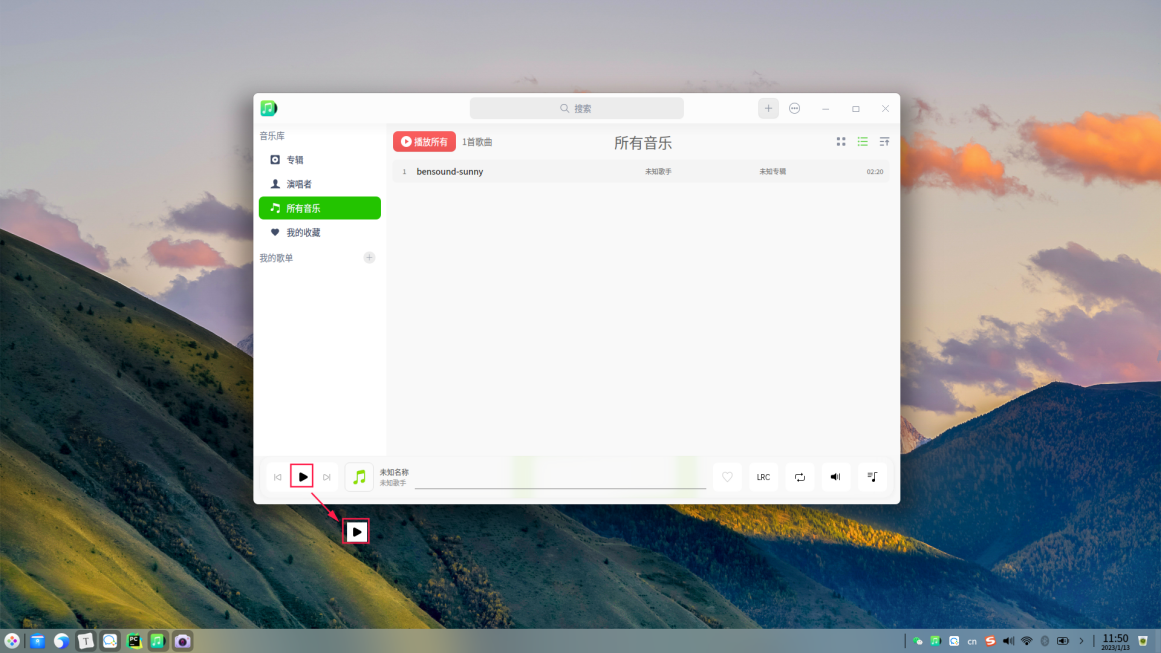 搜索
音乐库
专辑
演唱者
所有音乐
我的收藏
我的歌单
播放所有 1首歌曲 所有音乐
1 bensound-sunny 未知歌手 未知专辑 02:20
未知名称
未知歌手
LRC
T
PC
cn
S
11:50
2023/1/13